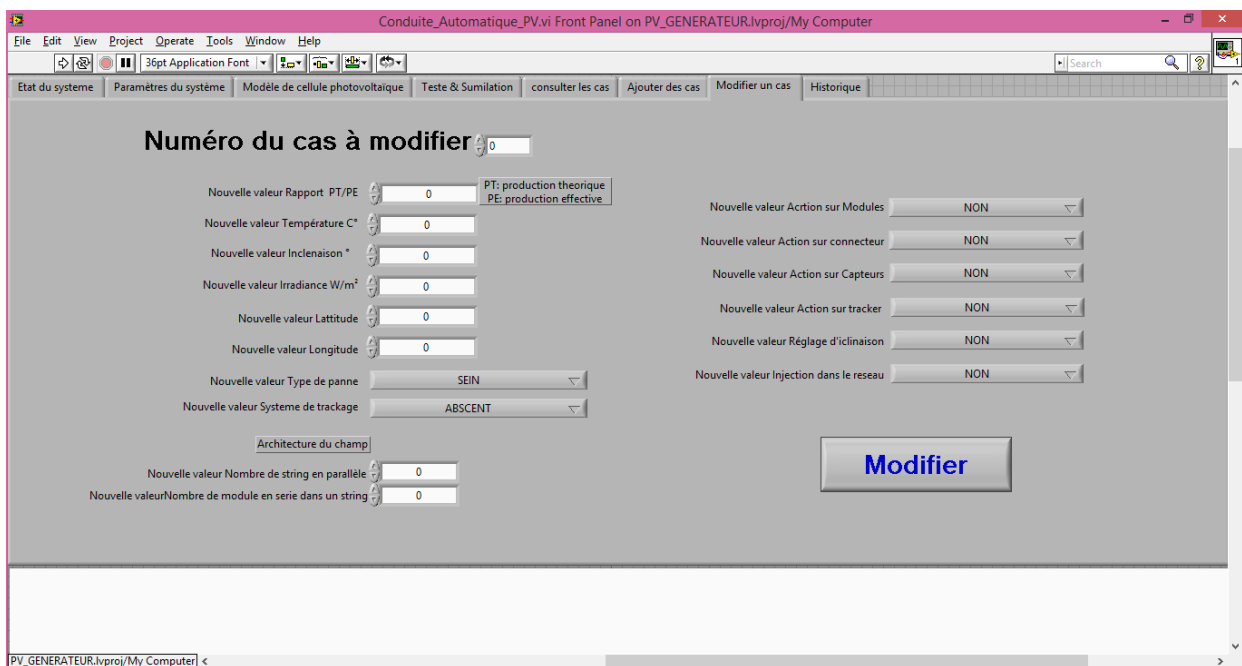 Conduite_Automatique_PV.vi Front Panel on PV_GENERATEUR.lvproj/My Computer
File Edit View Project Operate Tools Window Help
36pt Application Font
Search
1
Etat du systeme
Paramètres du système
Modèle de cellule photovoltaïque
Teste & Sumilation
consulter les cas
Ajouter des cas
Modifier un cas
Historique
Numéro du cas à modifier 0
Nouvelle valeur Rapport PT/PE 0
PT: production theorique
PE: production effective
Nouvelle valeur Température C° 0
Nouvelle valeur Inclenaison ° 0
Nouvelle valeur Irradiance W/m² 0
Nouvelle valeur Lattitude 0
Nouvelle valeur Longitude 0
Nouvelle valeur Type de panne SEIN
Nouvelle valeur Systeme de trackage ABSCENT
Architecture du champ
Nouvelle valeur Nombre de string en parallèle 0
Nouvelle valeurNombre de module en serie dans un string 0
Nouvelle valeur Acrtion sur Modules NON
Nouvelle valeur Action sur connecteur NON
Nouvelle valeur Action sur Capteurs NON
Nouvelle valeur Action sur tracker NON
Nouvelle valeur Réglage d'iclinaison NON
Nouvelle valeur Injection dans le reseau NON
Modifier
PV_GENERATEUR.lvproj/My Computer